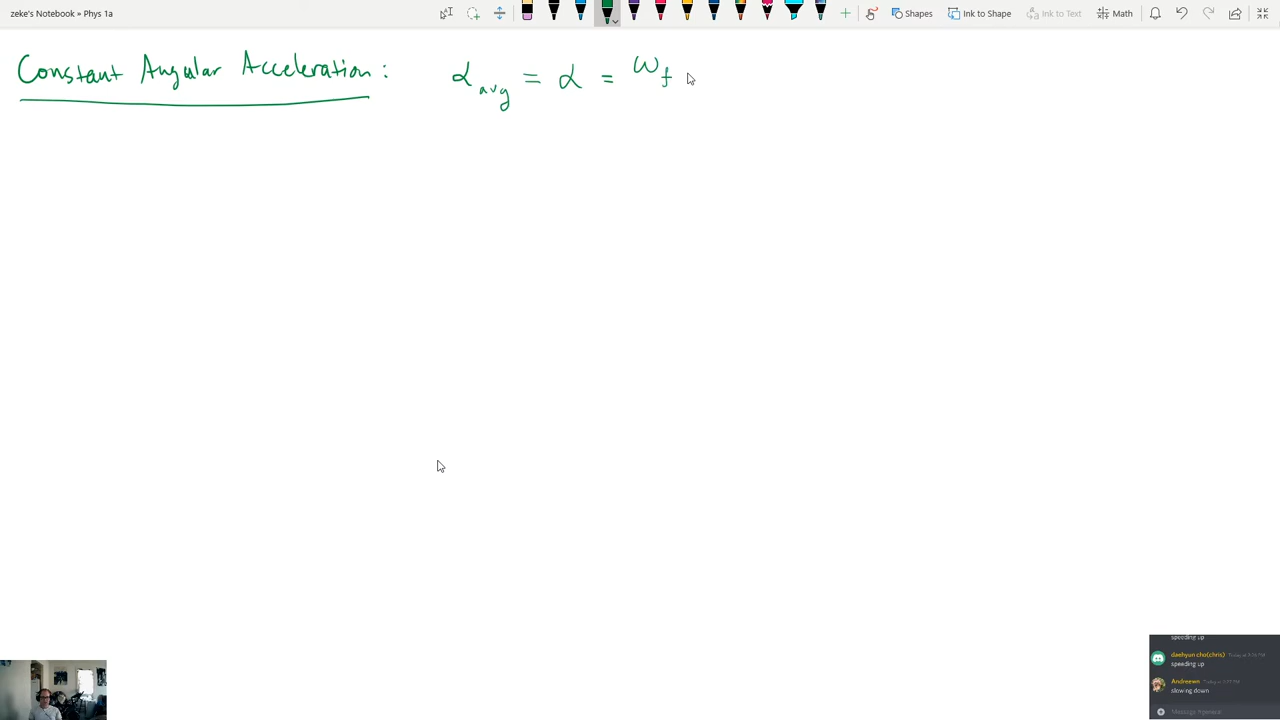 zeke's Notebook » Phys 1a
Shapes Ink to Shape Ink to Text Math
Constant Angular Acceleration: α avg = α = ω f
speeding up
daehyun cho(chris)
speeding up
Andreewn
slowing down